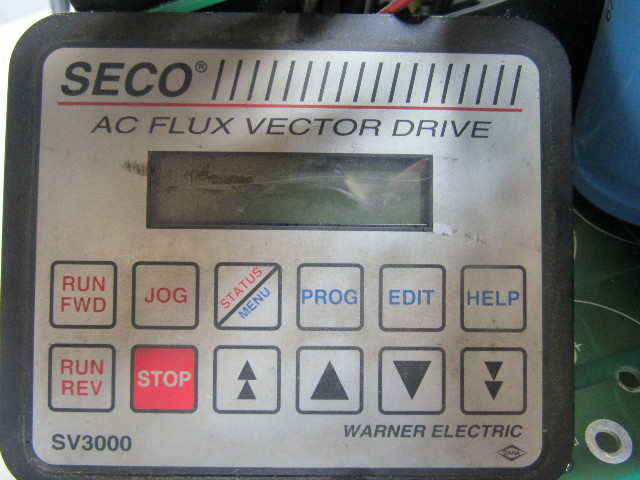 SECO®
AC FLUX VECTOR DRIVE
RUN FWD JOG STATUS MENU PROG EDIT HELP
RUN REV STOP
WARNER ELECTRIC
SV3000
DANA